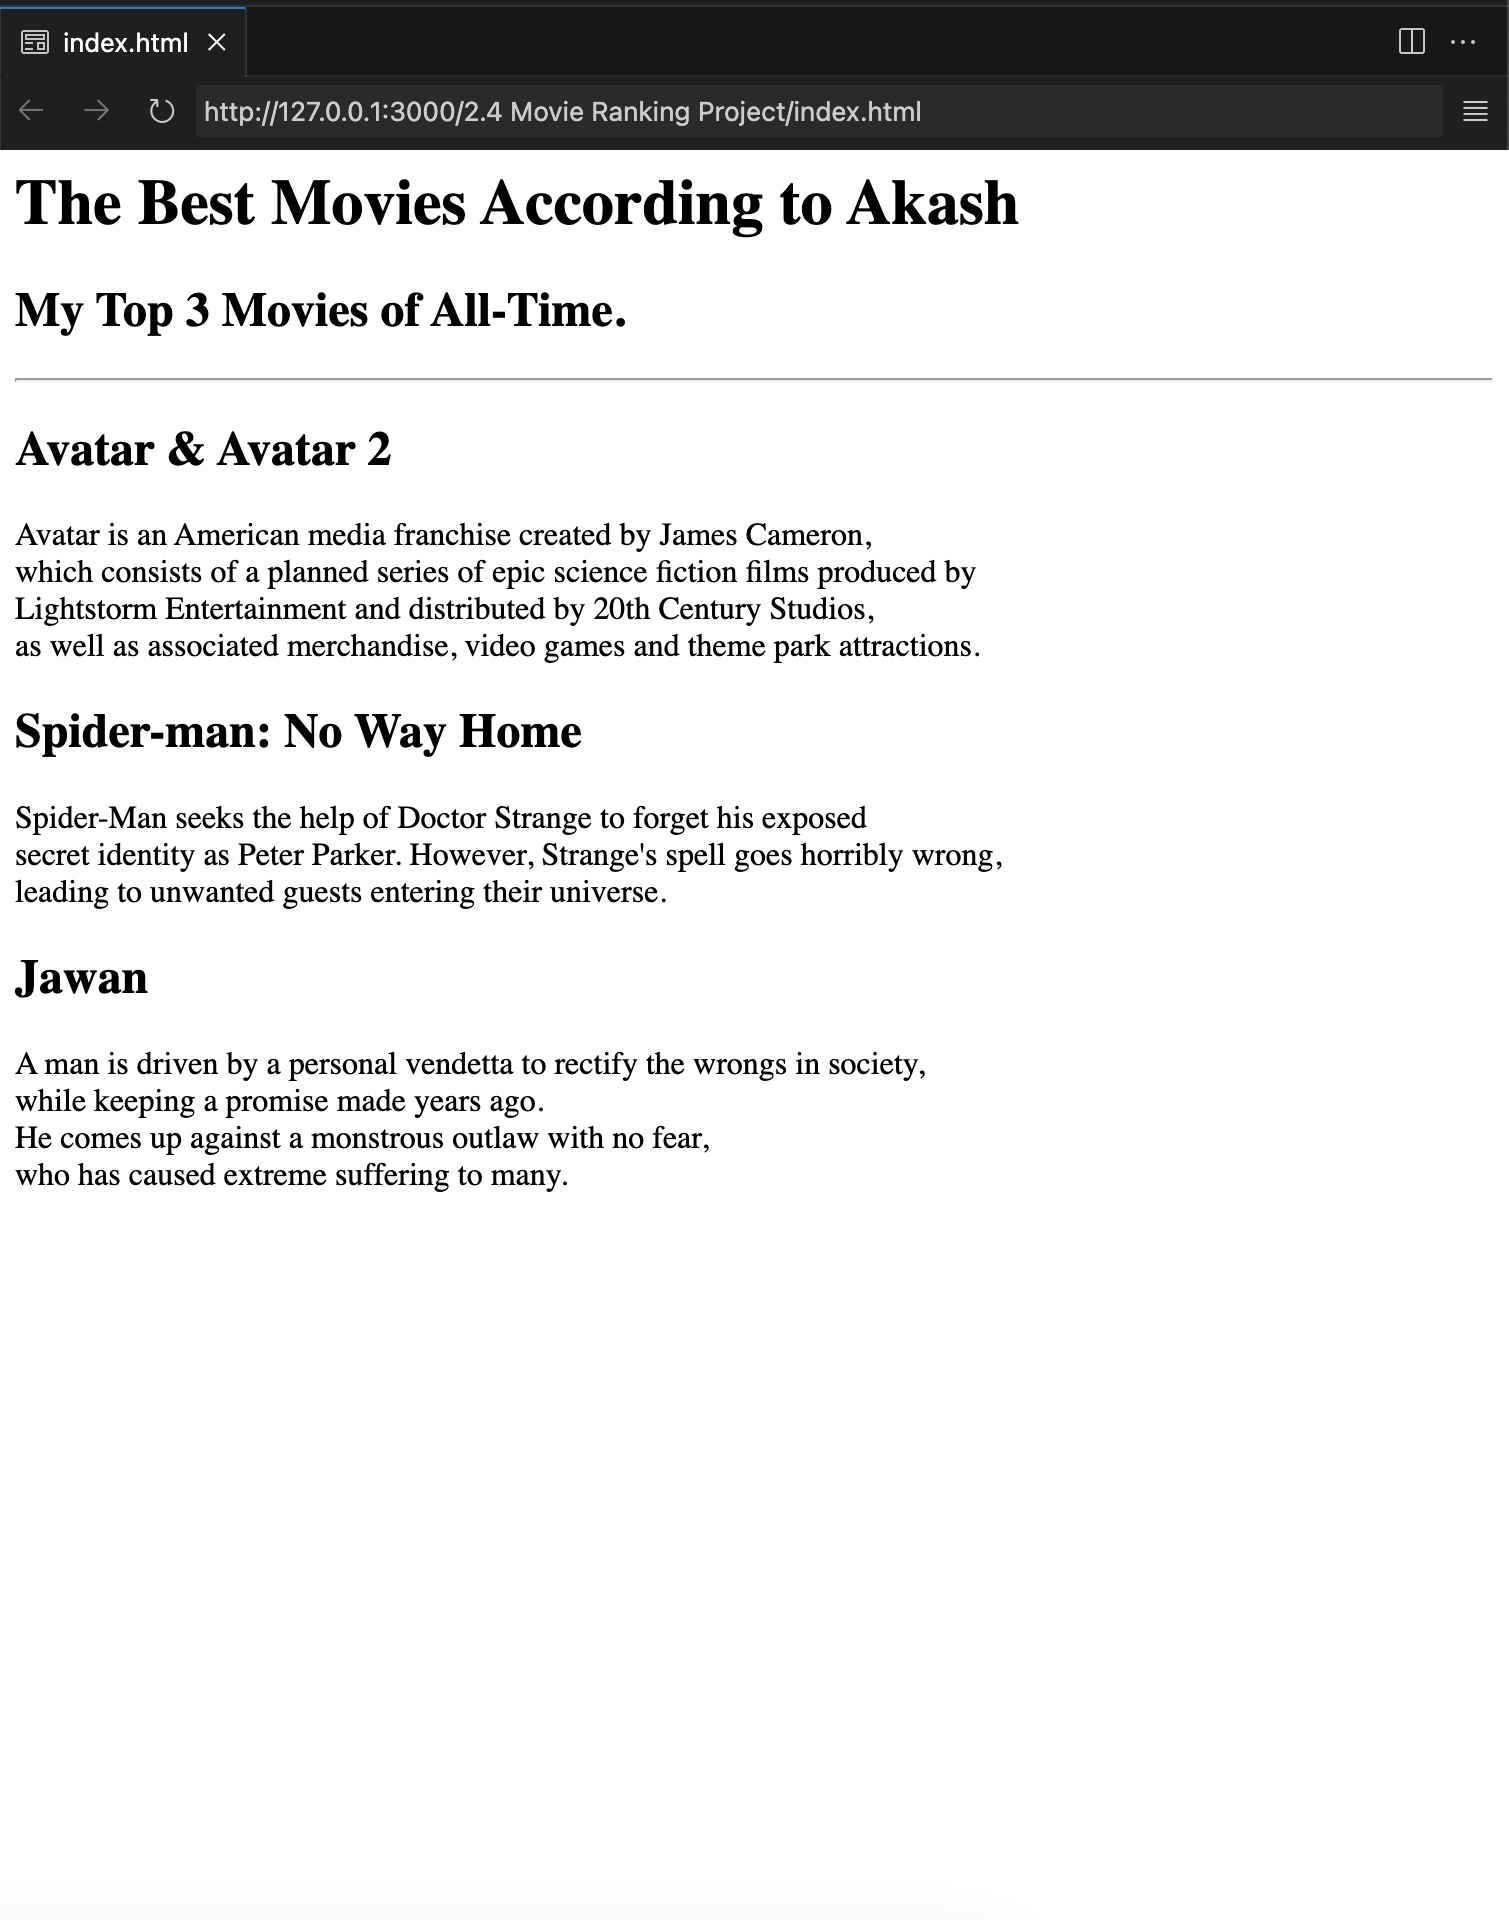 index.html
http://127.0.0.1:3000/2.4 Movie Ranking Project/index.html
The Best Movies According to Akash
My Top 3 Movies of All-Time.
Avatar & Avatar 2
Avatar is an American media franchise created by James Cameron,
which consists of a planned series of epic science fiction films produced by
Lightstorm Entertainment and distributed by 20th Century Studios,
as well as associated merchandise, video games and theme park attractions.
Spider-man: No Way Home
Spider-Man seeks the help of Doctor Strange to forget his exposed
secret identity as Peter Parker. However, Strange's spell goes horribly wrong,
leading to unwanted guests entering their universe.
Jawan
A man is driven by a personal vendetta to rectify the wrongs in society,
while keeping a promise made years ago.
He comes up against a monstrous outlaw with no fear,
who has caused extreme suffering to many.